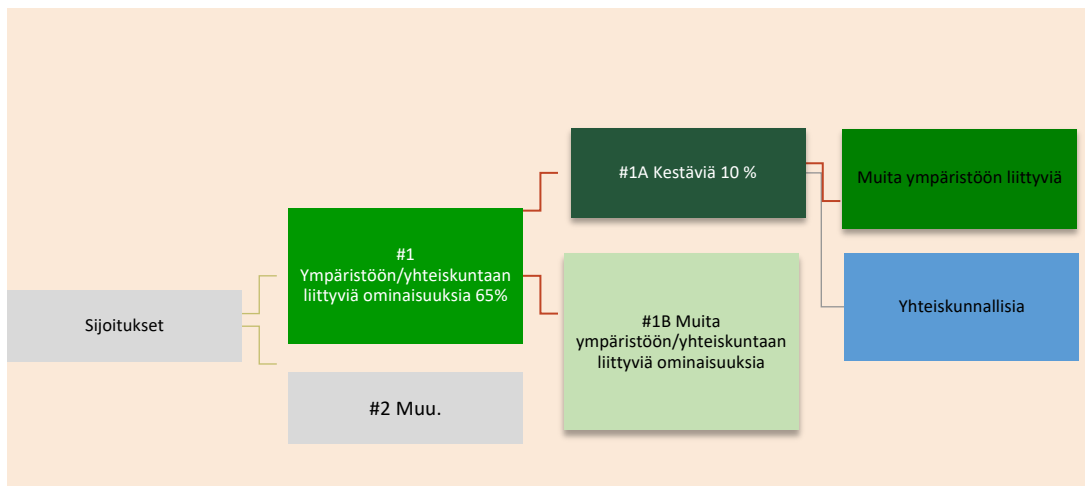 Sijoitukset
#1
Ympäristöön/yhteiskuntaan
liittyviä ominaisuuksia 65%
#2 Muu.
#1A Kestäviä 10 %
#1B Muita
ympäristöön/yhteiskuntaan
liittyviä ominaisuuksia
Muita ympäristöön liittyviä
Yhteiskunnallisia